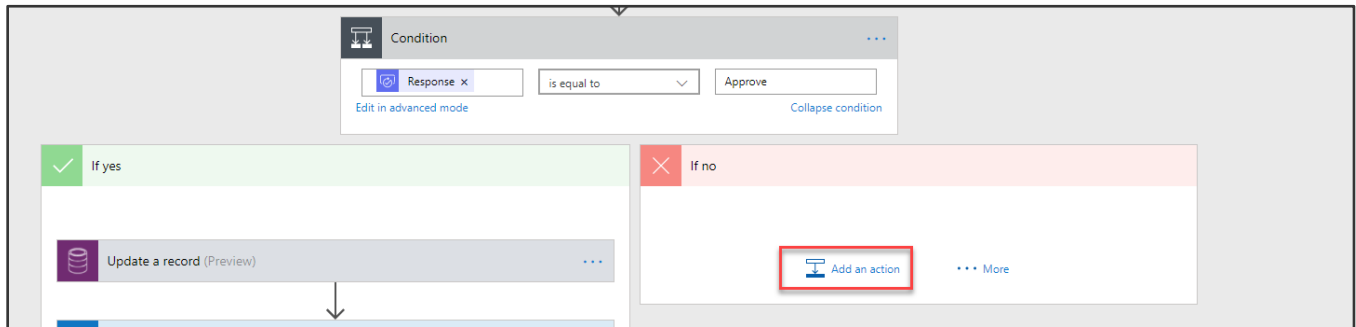 Condition
Response × is equal to Approve
Edit in advanced mode Collapse condition
If yes If no
Update a record (Preview)
Add an action ••• More